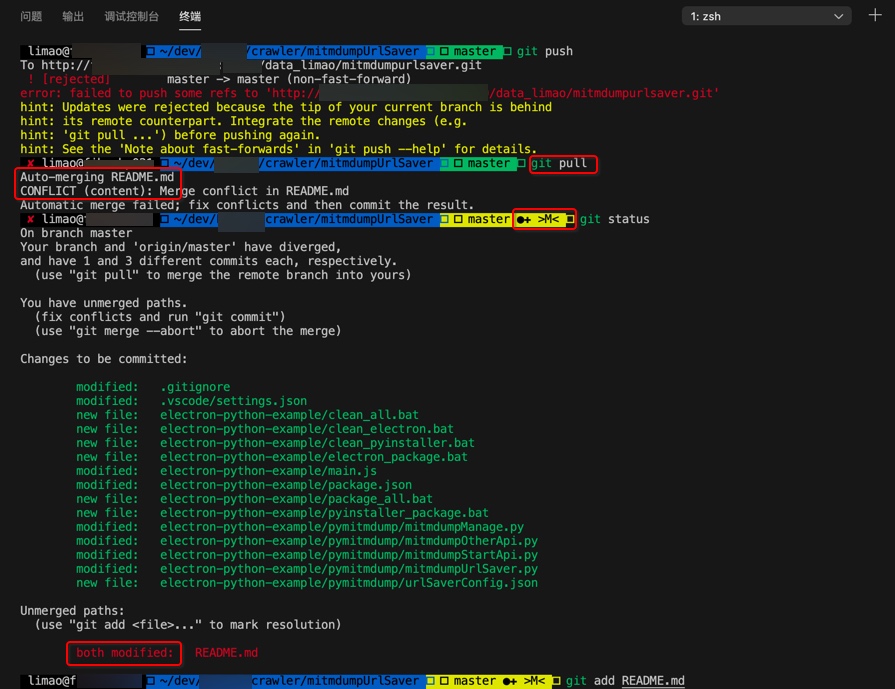 问题 输出 调试控制台 终端 1: zsh
limao@f ~/dev/ /crawler/mitmdumpUrlSaver master git push
To http:// : /data_limao/mitmdumpurlsaver.git
! [rejected] master -> master (non-fast-forward)
error: failed to push some refs to 'http:// /data_limao/mitmdumpurlsaver.git'
hint: Updates were rejected because the tip of your current branch is behind
hint: its remote counterpart. Integrate the remote changes (e.g.
hint: 'git pull ...') before pushing again.
hint: See the 'Note about fast-forwards' in 'git push --help' for details.
✘ limao@ ~/dev/ crawler/mitmdumpUrlSaver master git pull
Auto-merging README.md
CONFLICT (content): Merge conflict in README.md
Automatic merge failed; fix conflicts and then commit the result.
✘ limao@f ~/dev/ crawler/mitmdumpUrlSaver master ●+ >M< git status
On branch master
Your branch and 'origin/master' have diverged,
and have 1 and 3 different commits each, respectively.
(use "git pull" to merge the remote branch into yours)
You have unmerged paths.
(fix conflicts and run "git commit")
(use "git merge --abort" to abort the merge)
Changes to be committed:
modified: .gitignore
modified: .vscode/settings.json
new file: electron-python-example/clean_all.bat
new file: electron-python-example/clean_electron.bat
new file: electron-python-example/clean_pyinstaller.bat
new file: electron-python-example/electron_package.bat
modified: electron-python-example/main.js
modified: electron-python-example/package.json
new file: electron-python-example/package_all.bat
new file: electron-python-example/pyinstaller_package.bat
modified: electron-python-example/pymitmdump/mitmdumpManage.py
modified: electron-python-example/pymitmdump/mitmdumpOtherApi.py
modified: electron-python-example/pymitmdump/mitmdumpStartApi.py
modified: electron-python-example/pymitmdump/mitmdumpUrlSaver.py
new file: electron-python-example/pymitmdump/urlSaverConfig.json
Unmerged paths:
(use "git add <file>..." to mark resolution)
both modified: README.md
limao@f ~/dev/ crawler/mitmdumpUrlSaver master ●+ >M< git add README.md